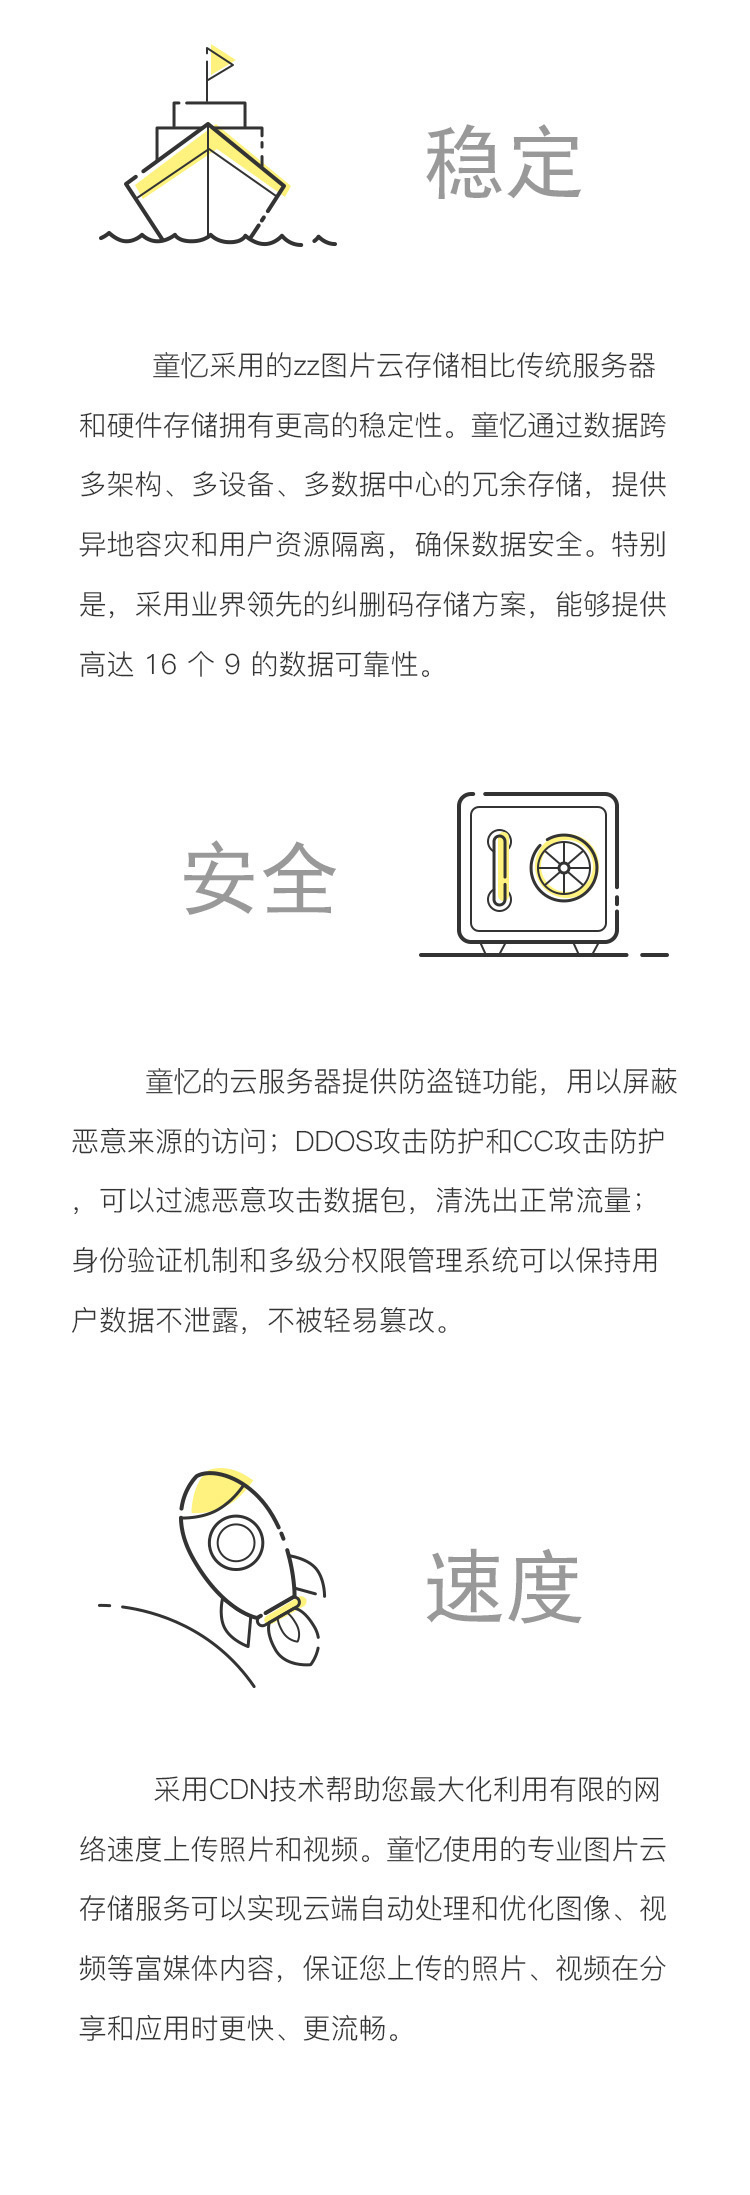 稳定
童忆采用的zz图片云存储相比传统服务器
和硬件存储拥有更高的稳定性。童忆通过数据跨
多架构、多设备、多数据中心的冗余存储，提供
异地容灾和用户资源隔离，确保数据安全。特别
是，采用业界领先的纠删码存储方案，能够提供
高达 16 个 9 的数据可靠性。
安全
童忆的云服务器提供防盗链功能，用以屏蔽
恶意来源的访问；DDOS攻击防护和CC攻击防护
，可以过滤恶意攻击数据包，清洗出正常流量；
身份验证机制和多级分权限管理系统可以保持用
户数据不泄露，不被轻易篡改。
速度
采用CDN技术帮助您最大化利用有限的网
络速度上传照片和视频。童忆使用的专业图片云
存储服务可以实现云端自动处理和优化图像、视
频等富媒体内容，保证您上传的照片、视频在分
享和应用时更快、更流畅。